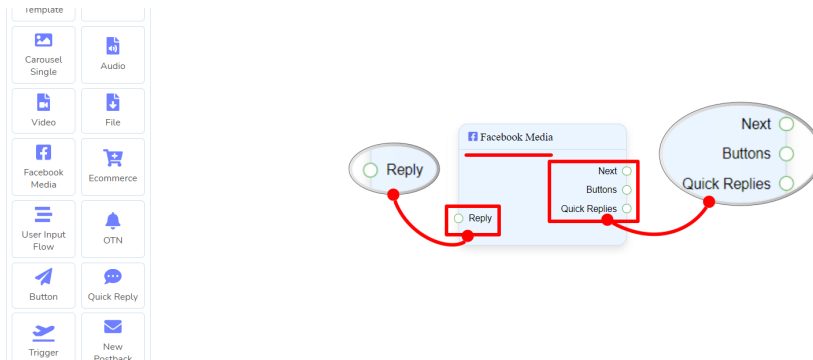 Template
Carousel
Single
Audio
Video
File
Facebook
Media
Ecommerce
User Input
Flow
OTN
Button
Quick Reply
Trigger
New
Postback
Reply
Facebook Media
Next
Buttons
Quick Replies
Reply
Next
Buttons
Quick Replies